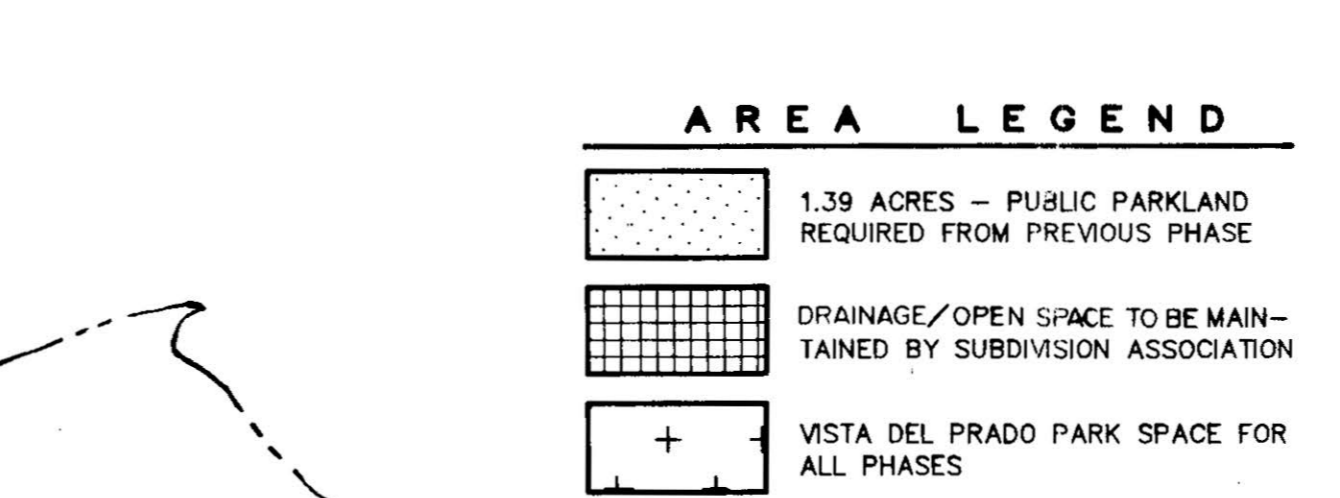 AREA LEGEND
1.39 ACRES – PUBLIC PARKLAND
REQUIRED FROM PREVIOUS PHASE
DRAINAGE/OPEN SPACE TO BE MAIN–
TAINED BY SUBDIVISION ASSOCIATION
VISTA DEL PRADO PARK SPACE FOR
ALL PHASES